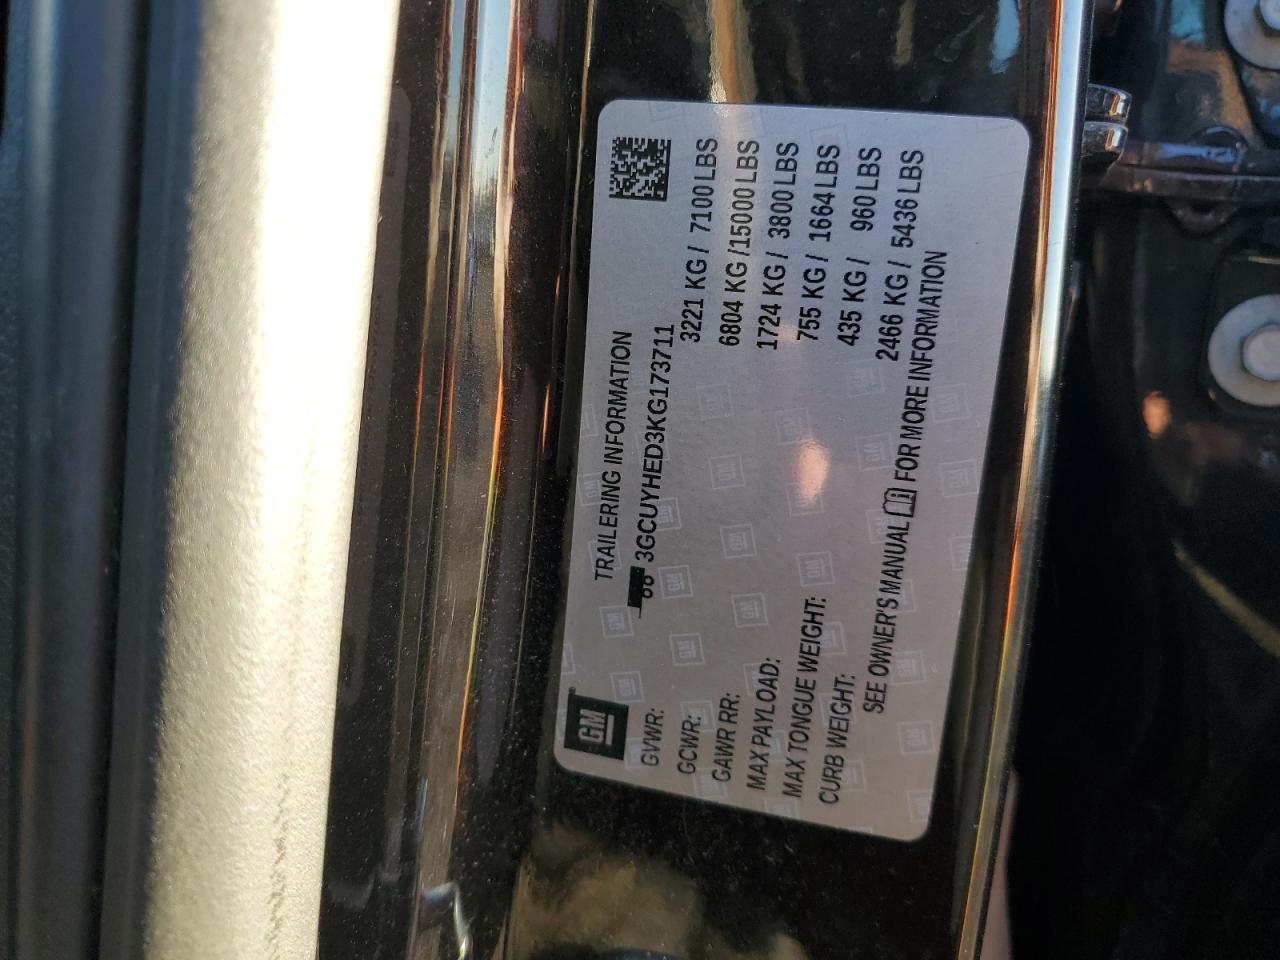 GM
TRAILERING INFORMATION
3GCUYHED3KG173711
GVWR: 3221 KG / 7100 LBS
GCWR: 6804 KG /15000 LBS
GAWR RR: 1724 KG / 3800 LBS
MAX PAYLOAD: 755 KG / 1664 LBS
MAX TONGUE WEIGHT: 435 KG / 960 LBS
CURB WEIGHT: 2466 KG / 5436 LBS
SEE OWNER'S MANUAL FOR MORE INFORMATION